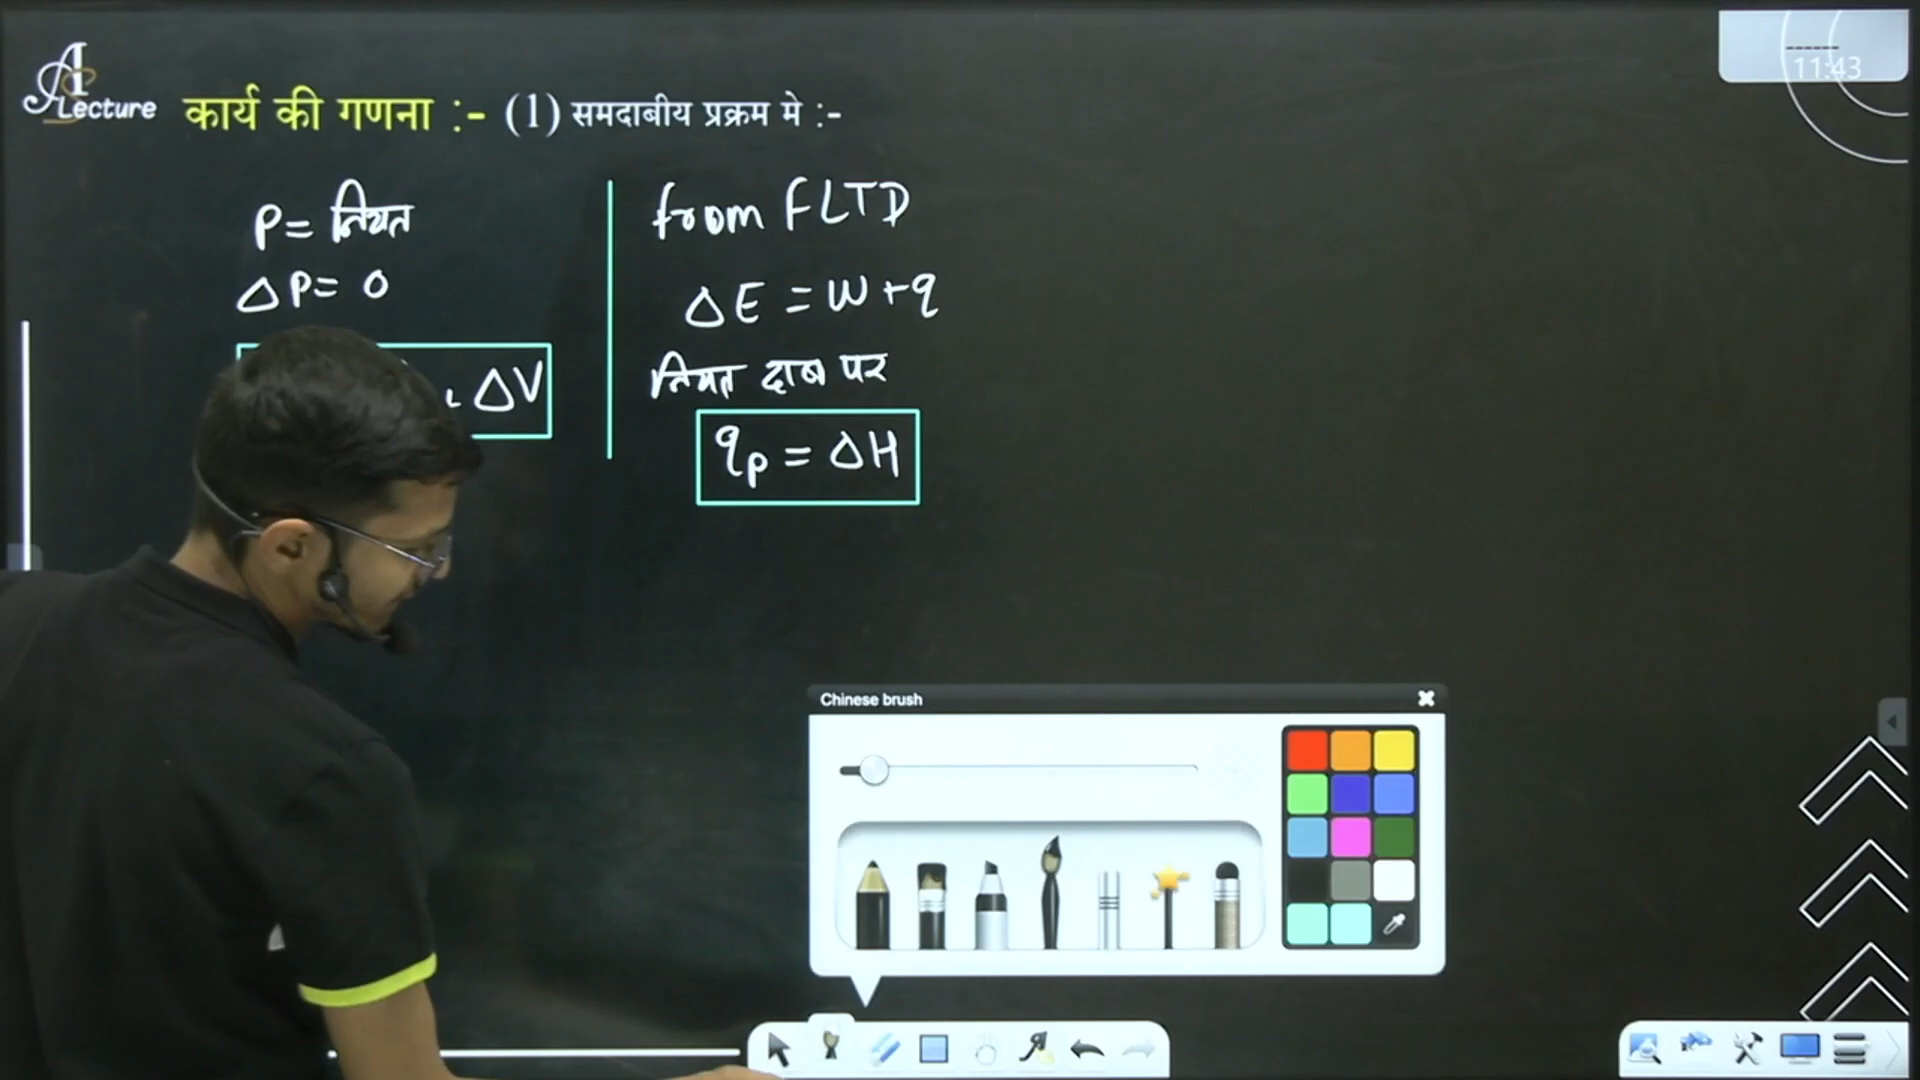 AS
Lecture
कार्य की गणना :- (1) समदाबीय प्रक्रम मे :-
P = नियत
ΔP = 0
ΔV
from FLTD
ΔE = W + q
नियत दाब पर
qₚ = ΔH
11:43
Chinese brush